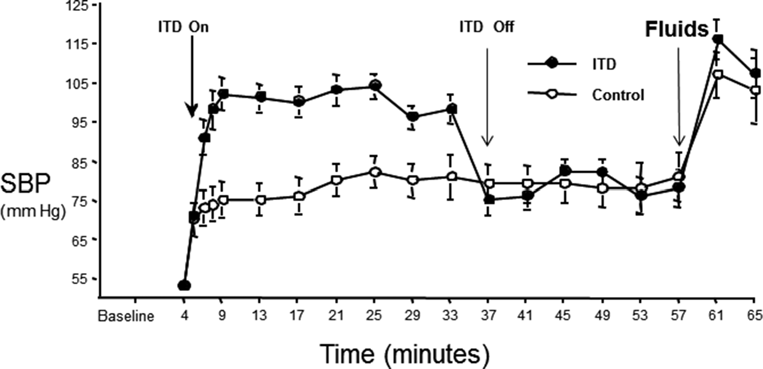 125
115
105
95
85
75
65
55
SBP
(mm Hg)
ITD On
ITD Off
Fluids
ITD
Control
Baseline 4 9 13 17 21 25 29 33 37 41 45 49 53 57 61 65
Time (minutes)